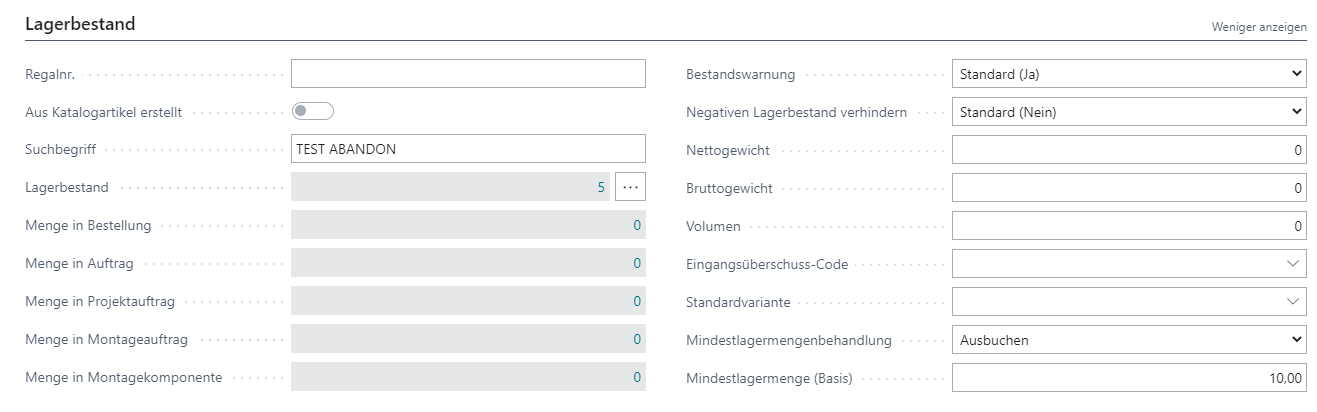 Lagerbestand
Weniger anzeigen
Regalnr.
Aus Katalogartikel erstellt
Suchbegriff TEST ABANDON
Lagerbestand 5 ...
Menge in Bestellung 0
Menge in Auftrag 0
Menge in Projektauftrag 0
Menge in Montageauftrag 0
Menge in Montagekomponente 0
Bestandswarnung Standard (Ja)
Negativen Lagerbestand verhindern Standard (Nein)
Nettogewicht 0
Bruttogewicht 0
Volumen 0
Eingangsüberschuss-Code
Standardvariante
Mindestlagermengenbehandlung Ausbuchen
Mindestlagermenge (Basis) 10,00